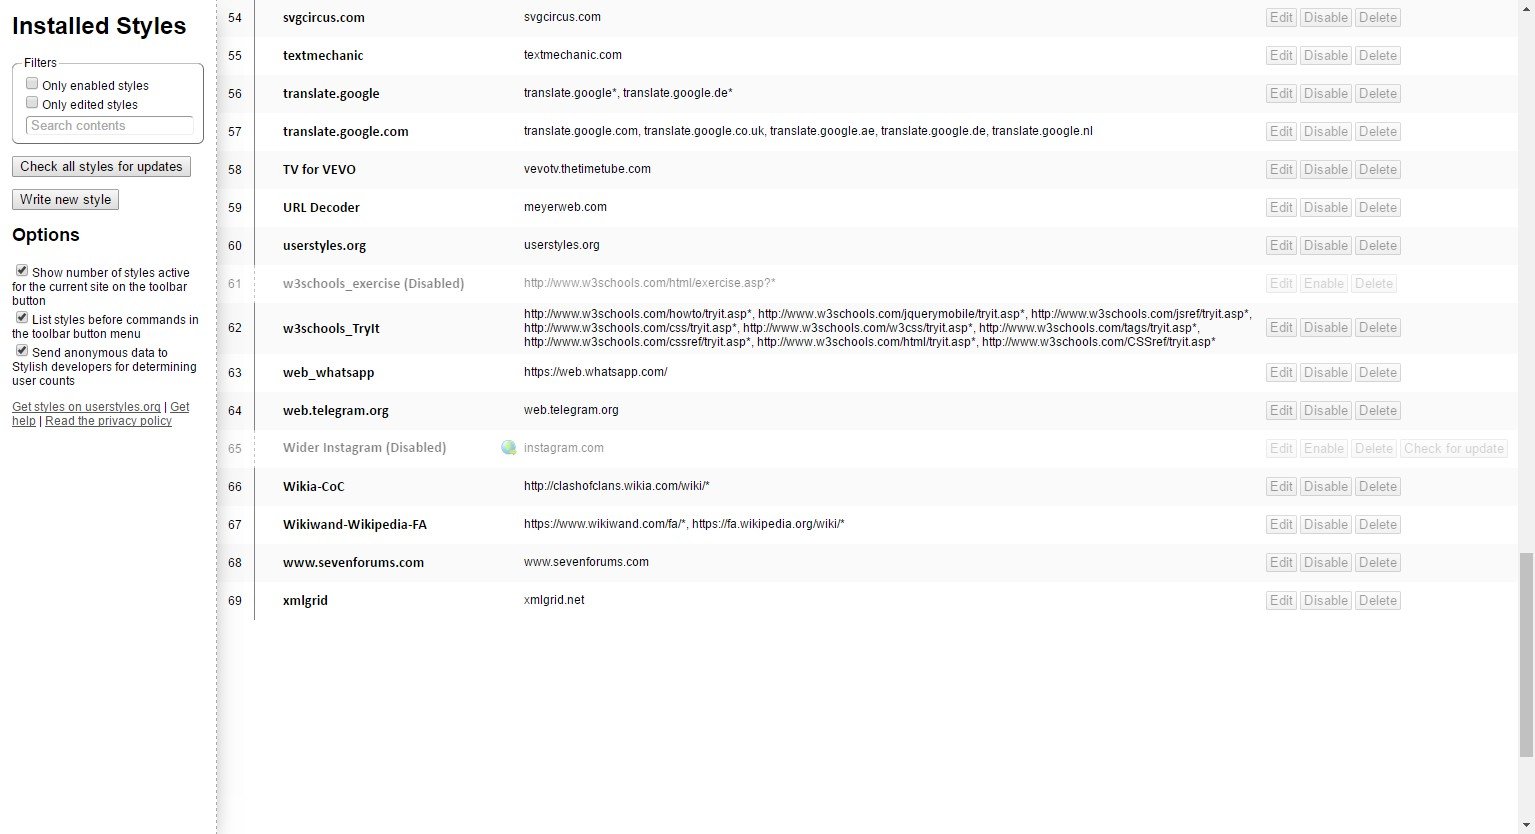 Installed Styles
Filters
Only enabled styles
Only edited styles
Search contents
Check all styles for updates
Write new style
Options
Show number of styles active
for the current site on the toolbar
button
List styles before commands in
the toolbar button menu
Send anonymous data to
Stylish developers for determining
user counts
Get styles on userstyles.org | Get
help | Read the privacy policy
54 svgcircus.com svgcircus.com Edit Disable Delete
55 textmechanic textmechanic.com Edit Disable Delete
56 translate.google translate.google*, translate.google.de* Edit Disable Delete
57 translate.google.com translate.google.com, translate.google.co.uk, translate.google.ae, translate.google.de, translate.google.nl Edit Disable Delete
58 TV for VEVO vevotv.thetimetube.com Edit Disable Delete
59 URL Decoder meyerweb.com Edit Disable Delete
60 userstyles.org userstyles.org Edit Disable Delete
61 w3schools_exercise (Disabled) http://www.w3schools.com/html/exercise.asp?* Edit Enable Delete
http://www.w3schools.com/howto/tryit.asp*, http://www.w3schools.com/jquerymobile/tryit.asp*, http://www.w3schools.com/jsref/tryit.asp*,
62 w3schools_TryIt http://www.w3schools.com/css/tryit.asp*, http://www.w3schools.com/w3css/tryit.asp*, http://www.w3schools.com/tags/tryit.asp*, Edit Disable Delete
http://www.w3schools.com/cssref/tryit.asp*, http://www.w3schools.com/html/tryit.asp*, http://www.w3schools.com/CSSref/tryit.asp*
63 web_whatsapp https://web.whatsapp.com/ Edit Disable Delete
64 web.telegram.org web.telegram.org Edit Disable Delete
65 Wider Instagram (Disabled) instagram.com Edit Enable Delete Check for update
66 Wikia-CoC http://clashofclans.wikia.com/wiki/* Edit Disable Delete
67 Wikiwand-Wikipedia-FA https://www.wikiwand.com/fa/*, https://fa.wikipedia.org/wiki/* Edit Disable Delete
68 www.sevenforums.com www.sevenforums.com Edit Disable Delete
69 xmlgrid xmlgrid.net Edit Disable Delete